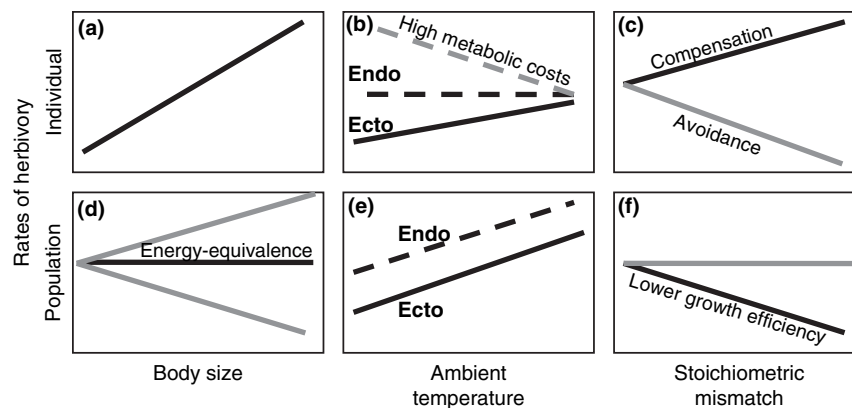 Rates of herbivory
Individual
Population
(a)
(b)
High metabolic costs
Endo
Ecto
(c)
Compensation
Avoidance
(d)
Energy-equivalence
(e)
Endo
Ecto
(f)
Lower growth efficiency
Body size
Ambient
temperature
Stoichiometric
mismatch